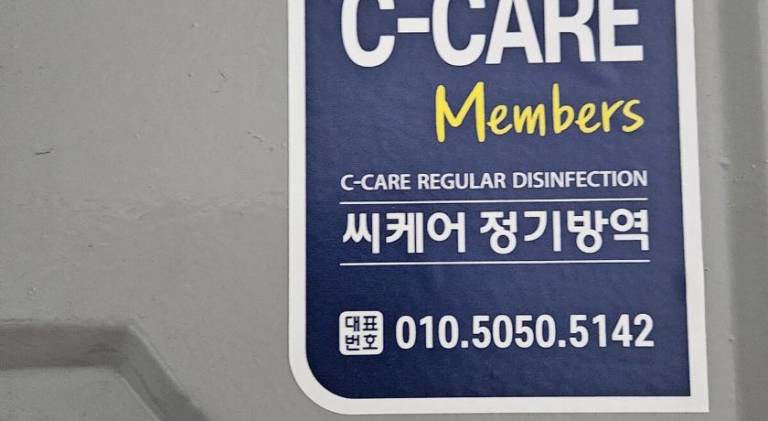 C-CARE
Members
C-CARE REGULAR DISINFECTION
씨케어 정기방역
대표
번호 010.5050.5142